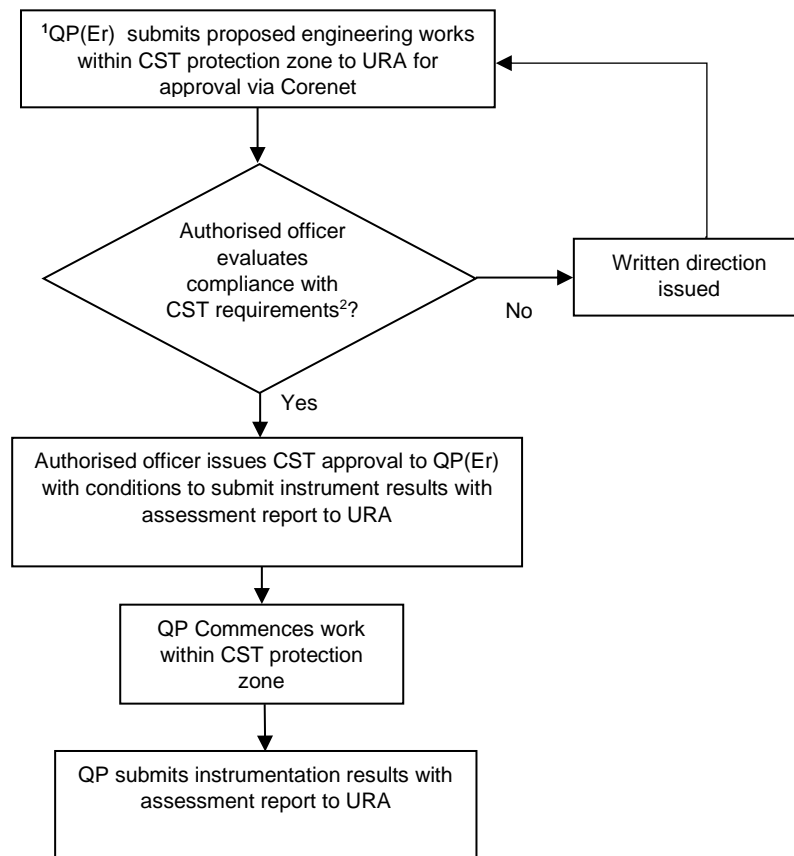 ¹QP(Er) submits proposed engineering works
within CST protection zone to URA for
approval via Corenet
Authorised officer
evaluates
compliance with
CST requirements²?
No
Written direction
issued
Yes
Authorised officer issues CST approval to QP(Er)
with conditions to submit instrument results with
assessment report to URA
QP Commences work
within CST protection
zone
QP submits instrumentation results with
assessment report to URA